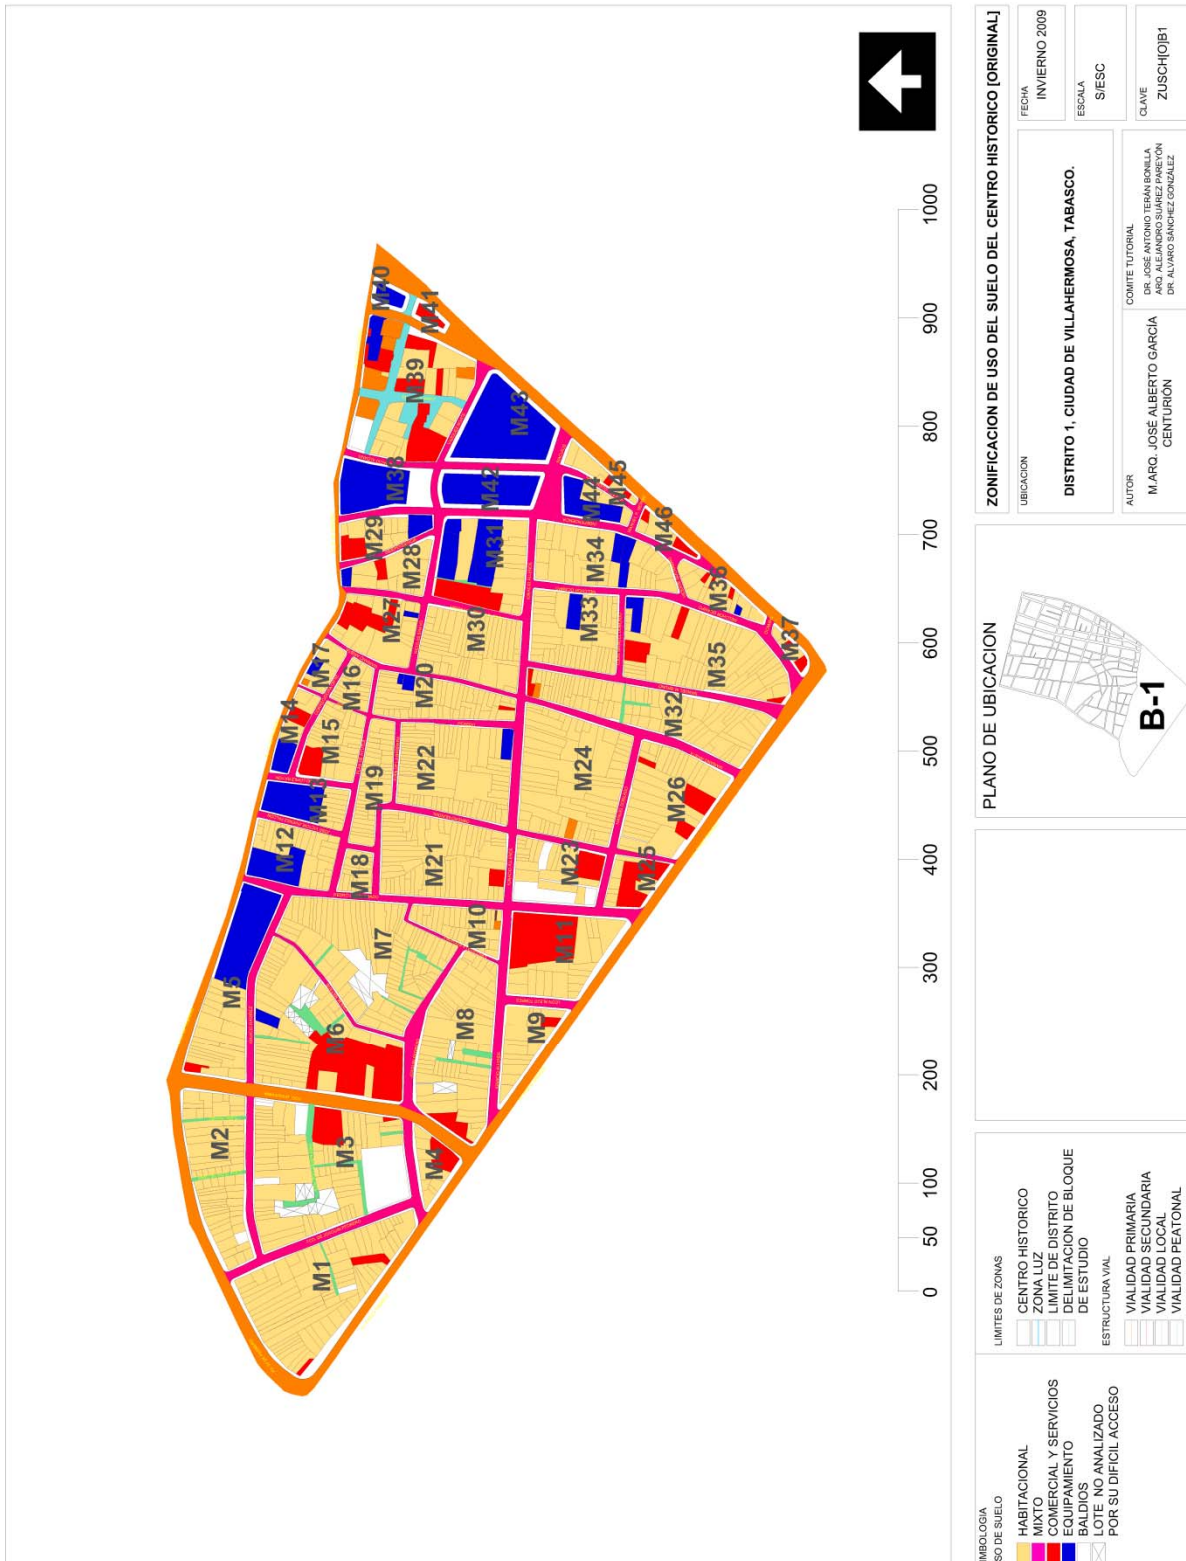 ZONIFICACION DE USO DEL SUELO DEL CENTRO HISTORICO [ORIGINAL]
UBICACION
DISTRITO 1, CIUDAD DE VILLAHERMOSA, TABASCO.
FECHA
INVIERNO 2009
ESCALA
S/ESC
AUTOR
M.ARQ. JOSÉ ALBERTO GARCÍA
CENTURIÓN
COMITE TUTORIAL
DR. JOSÉ ANTONIO TERÁN BONILLA
ARQ. ALEJANDRO SUÁREZ PAREYÓN
DR. ALVARO SÁNCHEZ GONZÁLEZ
CLAVE
ZUSCH[O]B1
PLANO DE UBICACION
B-1
LIMITES DE ZONAS
CENTRO HISTORICO
ZONA LUZ
LIMITE DE DISTRITO
DELIMITACION DE BLOQUE
DE ESTUDIO
ESTRUCTURA VIAL
VIALIDAD PRIMARIA
VIALIDAD SECUNDARIA
VIALIDAD LOCAL
VIALIDAD PEATONAL
IMBOLOGIA
SO DE SUELO
HABITACIONAL
MIXTO
COMERCIAL Y SERVICIOS
EQUIPAMIENTO
BALDIOS
LOTE NO ANALIZADO
POR SU DIFICIL ACCESO
0
50
100
200
300
400
500
600
700
800
900
1000
M1
M2
M3
M4
M5
M6
M7
M8
M9
M10
M11
M12
M13
M14
M15
M16
M17
M18
M19
M20
M21
M22
M23
M24
M25
M26
M27
M28
M29
M30
M31
M32
M33
M34
M35
M36
M37
M38
M39
M40
M41
M42
M43
M44
M45
M46